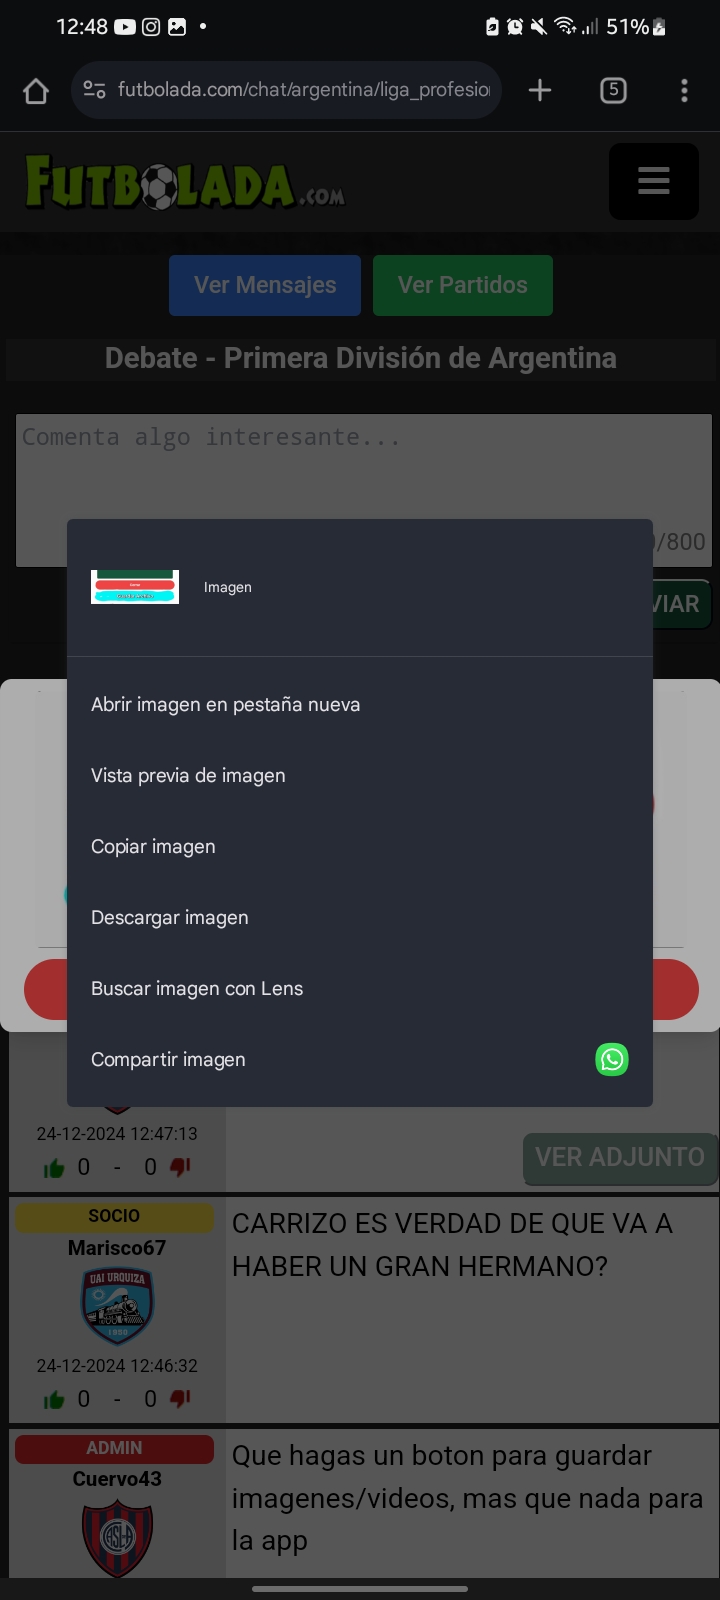 12:48
51%
futbolada.com/chat/argentina/liga_profesio
5
FUTBOLADA.COM
Ver Mensajes
Ver Partidos
Debate - Primera División de Argentina
Comenta algo interesante...
/800
VIAR
Imagen
Abrir imagen en pestaña nueva
Vista previa de imagen
Copiar imagen
Descargar imagen
Buscar imagen con Lens
Compartir imagen
24-12-2024 12:47:13
0 - 0
VER ADJUNTO
SOCIO
Marisco67
UAI URQUIZA
1950
24-12-2024 12:46:32
0 - 0
CARRIZO ES VERDAD DE QUE VA A
HABER UN GRAN HERMANO?
ADMIN
Cuervo43
CASLA
Que hagas un boton para guardar
imagenes/videos, mas que nada para
la app